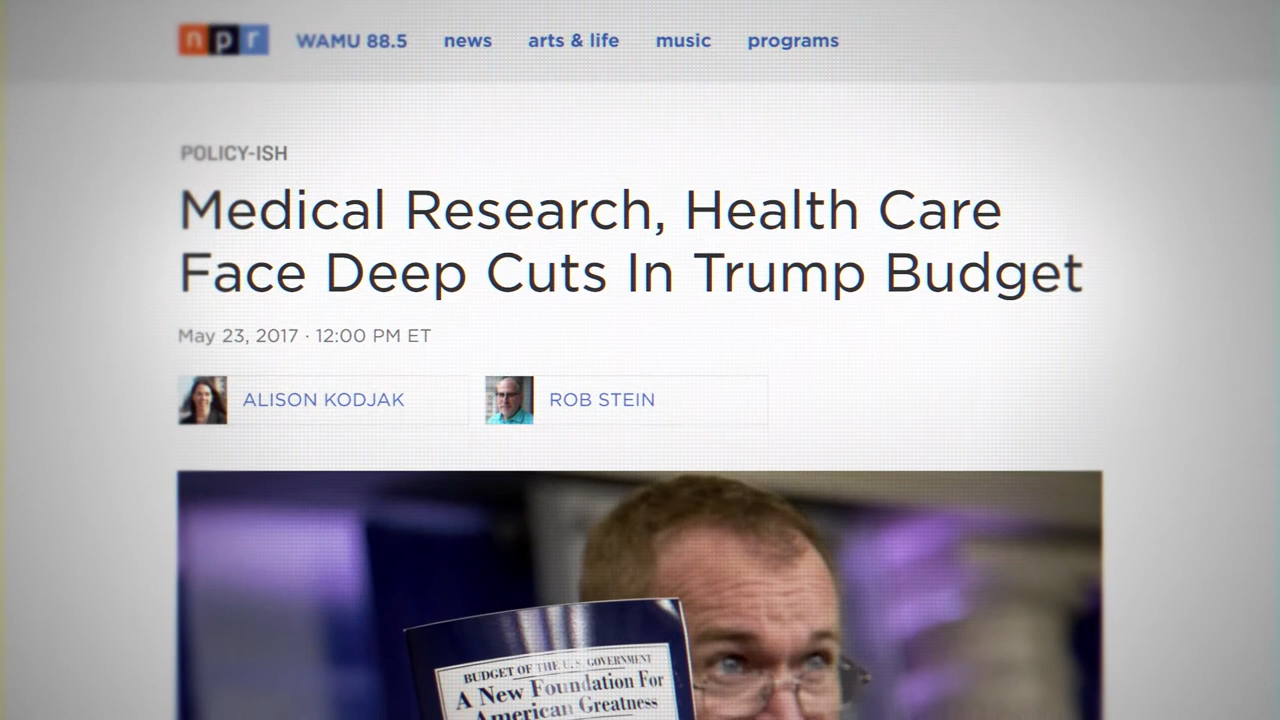 npr WAMU 88.5 news arts & life music programs
POLICY-ISH
Medical Research, Health Care
Face Deep Cuts In Trump Budget
May 23, 2017 · 12:00 PM ET
ALISON KODJAK ROB STEIN
BUDGET OF THE U.S. GOVERNMENT
A New Foundation For
American Greatness